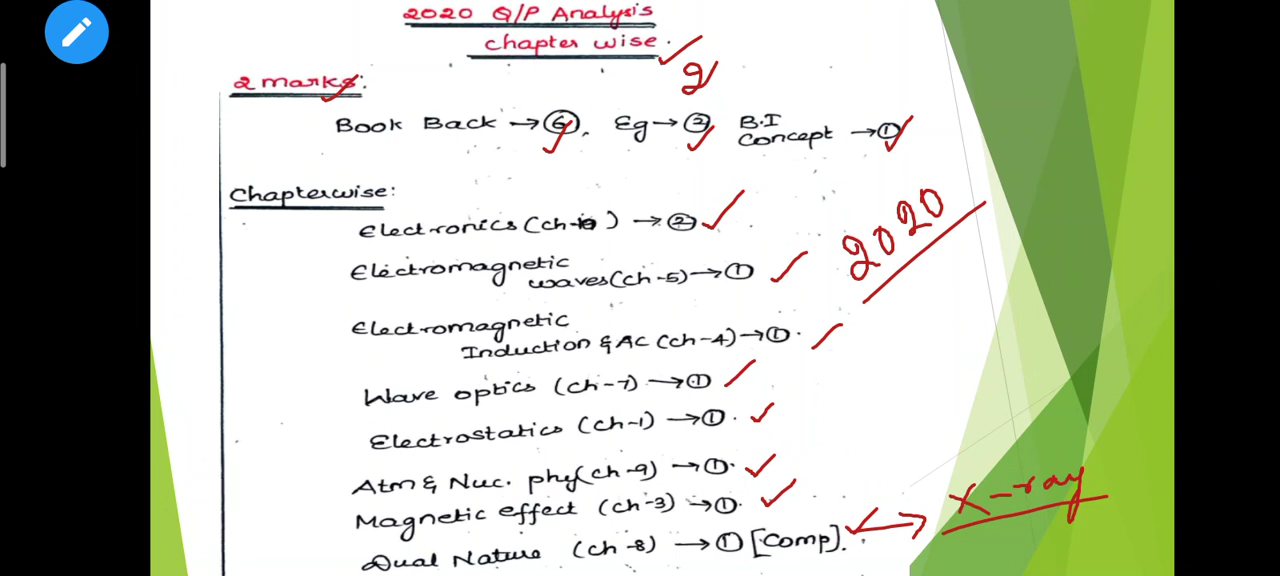 2020 Q/P Analysis
chapter wise.
2
2 marks:
Book Back → 6, Eg → 2 B.I Concept → 1
Chapterwise:
Electronics (ch-10) → 2
Electromagnetic
waves (ch-5) → 1
2020
Electromagnetic
Induction & AC (ch-4) → 1.
Wave optics (ch-7) → 1
Electrostatics (ch-1) → 1.
Atm & Nuc. phy (ch-9) → 1.
Magnetic effect (ch-3) → 1.
X-ray
Dual Nature (ch-8) → 1 [Comp].